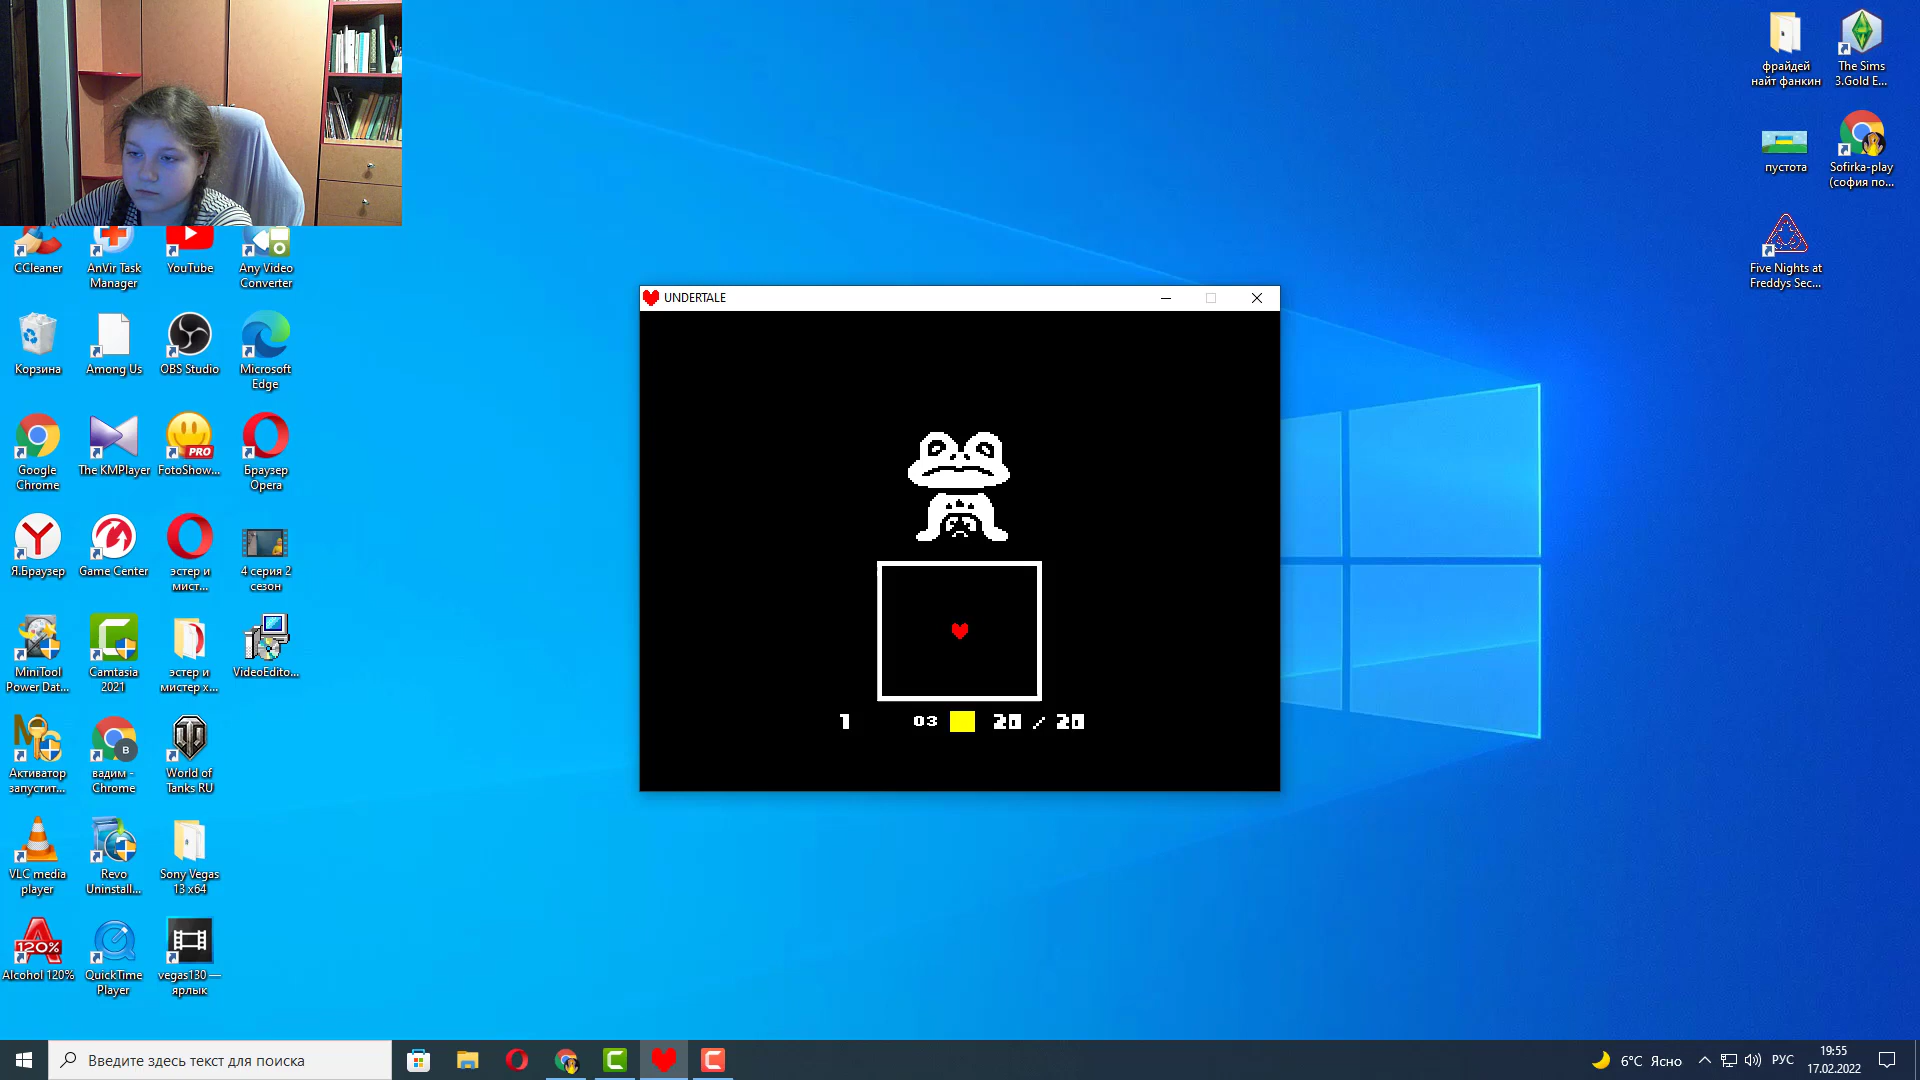 фрайдей
найт фанкин
The Sims
3.Gold E...
пустота
Sofirka-play
(софия по...
Five Nights at
Freddys Sec...
CCleaner
AnVir Task
Manager
YouTube
Any Video
Converter
Корзина
Among Us
OBS Studio
Microsoft
Edge
Google
Chrome
The KMPlayer
PRO
FotoShow...
Браузер
Opera
Я.Браузер
Game Center
эстер и
мист...
4 серия 2
сезон
MiniTool
Power Dat...
Camtasia
2021
эстер и
мистер х...
VideoEdito...
Активатор
запустит...
B
вадим -
Chrome
World of
Tanks RU
VLC media
player
Revo
Uninstall...
Sony Vegas
13 x64
120%
Alcohol 120%
QuickTime
Player
vegas130 —
ярлык
UNDERTALE
1 03 20 / 20
Введите здесь текст для поиска
6°C Ясно
РУС
19:55
17.02.2022